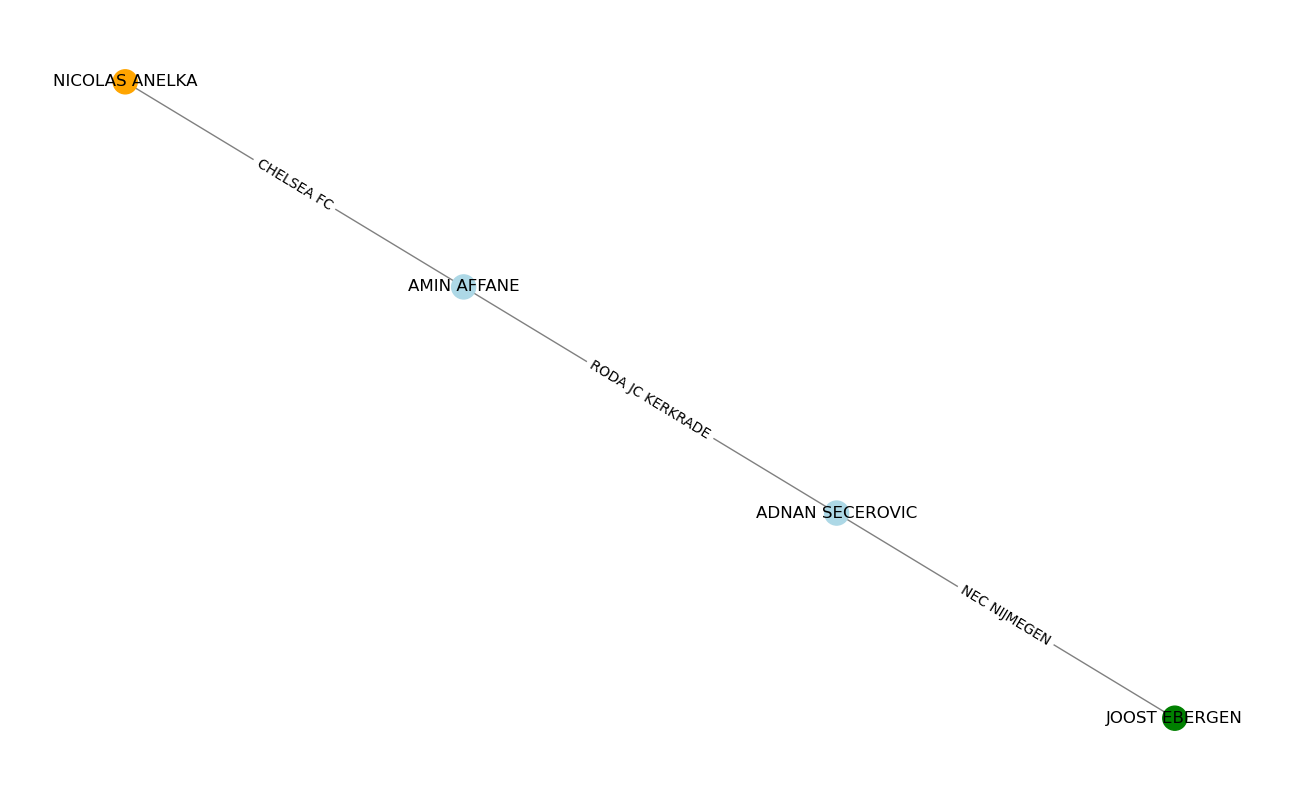 NICOLAS ANELKA
CHELSEA FC
AMIN AFFANE
RODA JC KERKRADE
ADNAN SECEROVIC
NEC NIJMEGEN
JOOST EBERGEN